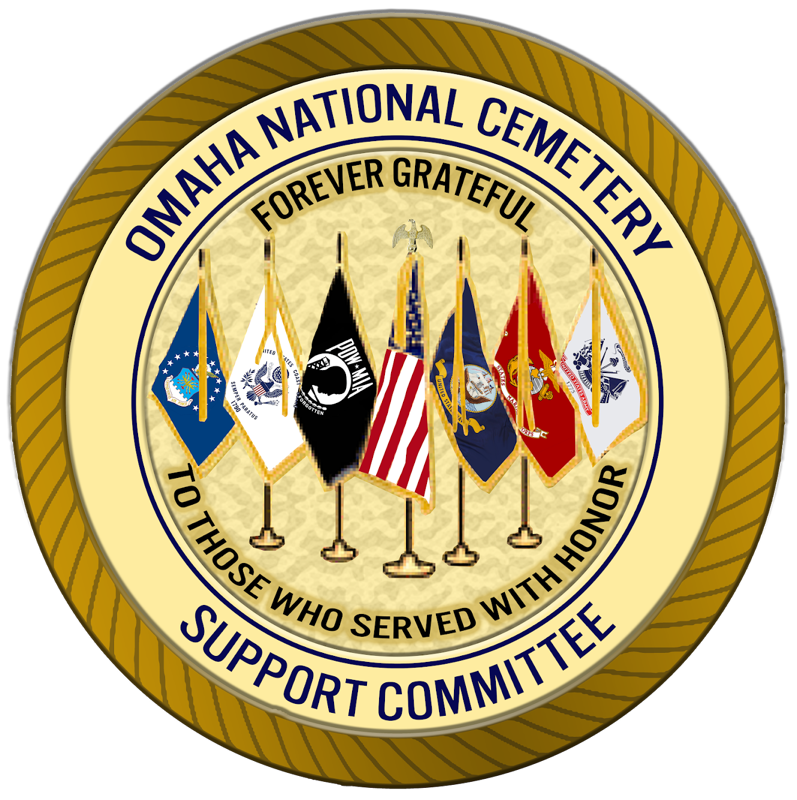 OMAHA NATIONAL CEMETERY
FOREVER GRATEFUL
POW★MIA
TO THOSE WHO SERVED WITH HONOR
SUPPORT COMMITTEE